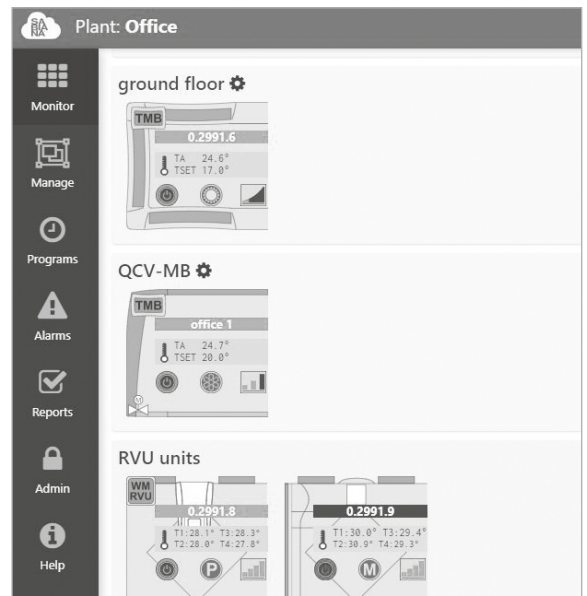 SABIANA
Plant: Office
Monitor
Manage
Programs
Alarms
Reports
Admin
Help
ground floor
TMB
0.2991.6
TA 24.6°
TSET 17.0°
QCV-MB
TMB
office 1
TA 24.7°
TSET 20.0°
M
RVU units
WM
RVU
0.2991.8
T1:28.1° T3:28.3°
T2:28.0° T4:27.8°
P
0.2991.9
T1:30.0° T3:29.4°
T2:30.9° T4:29.3°
M